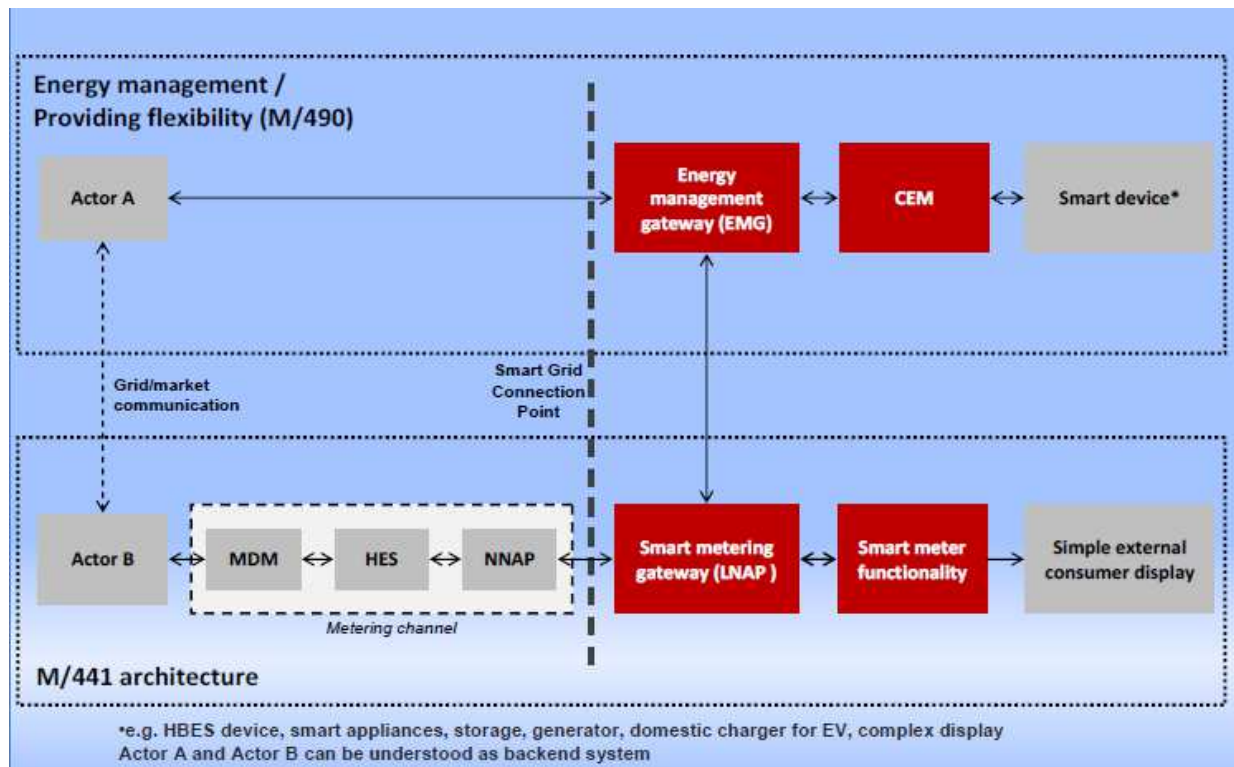 Energy management /
Providing flexibility (M/490)
Actor A
Energy
management
gateway (EMG)
CEM
Smart device*
Grid/market
communication
Smart Grid
Connection
Point
Actor B
MDM
HES
NNAP
Smart metering
gateway (LNAP )
Smart meter
functionality
Simple external
consumer display
Metering channel
M/441 architecture
*e.g. HBES device, smart appliances, storage, generator, domestic charger for EV, complex display
Actor A and Actor B can be understood as backend system